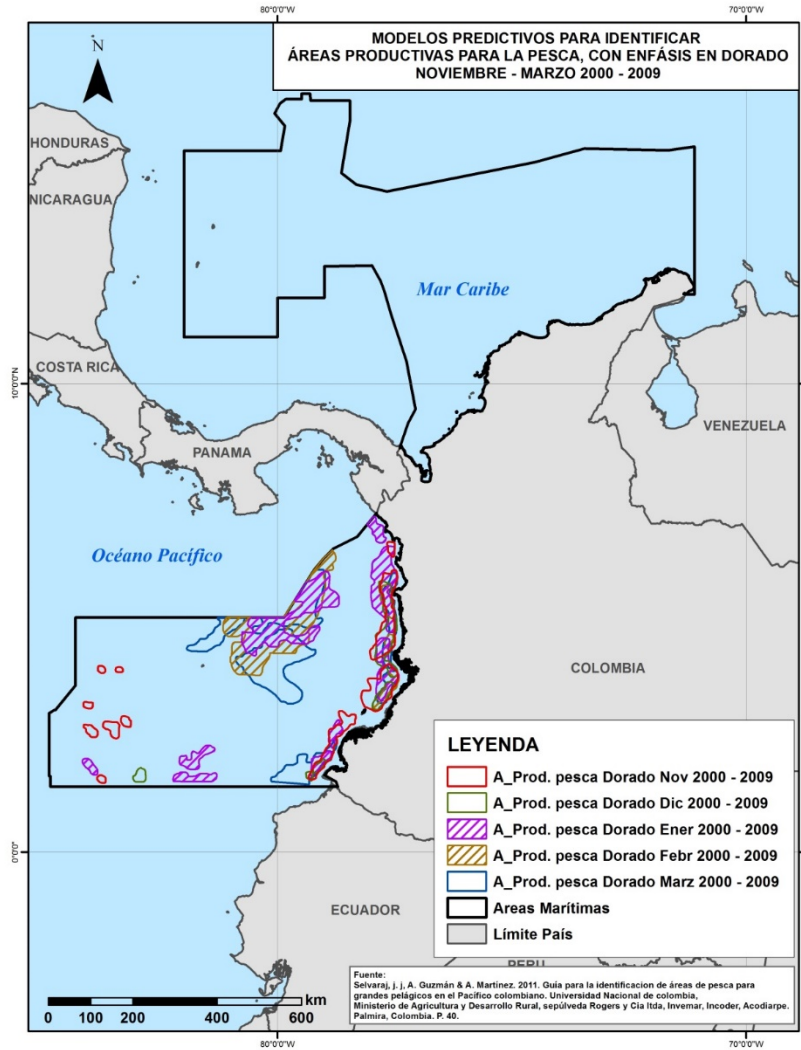 80°0'0"W
70°0'0"W
MODELOS PREDICTIVOS PARA IDENTIFICAR
ÁREAS PRODUCTIVAS PARA LA PESCA, CON ENFÁSIS EN DORADO
NOVIEMBRE - MARZO 2000 - 2009
N
HONDURAS
NICARAGUA
Mar Caribe
COSTA RICA
10°0'0"N
VENEZUELA
PANAMA
Océano Pacífico
COLOMBIA
LEYENDA
A_Prod. pesca Dorado Nov 2000 - 2009
A_Prod. pesca Dorado Dic 2000 - 2009
A_Prod. pesca Dorado Ener 2000 - 2009
A_Prod. pesca Dorado Febr 2000 - 2009
A_Prod. pesca Dorado Marz 2000 - 2009
Areas Marítimas
Límite País
0°0'0"
ECUADOR
PERU
Fuente:
Selvaraj, j. j, A. Guzmán & A. Martínez. 2011. Guía para la identificacion de áreas de pesca para
grandes pelágicos en el Pacífico colombiano. Universidad Nacional de colombia,
Ministerio de Agricultura y Desarrollo Rural, sepúlveda Rogers y Cia ltda, Invemar, Incoder, Acodiarpe.
Palmira, Colombia. P. 40.
km
0 100 200 400 600
80°0'0"W
70°0'0"W